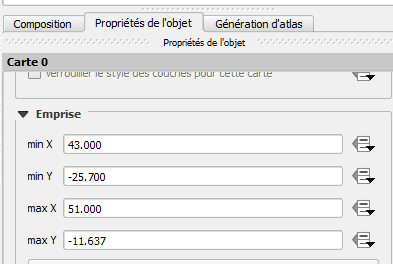 Composition Propriétés de l'objet Génération d'atlas
Propriétés de l'objet
Carte 0
Verrouiller le style des couches pour cette carte
Emprise
min X 43.000
min Y -25.700
max X 51.000
max Y -11.637